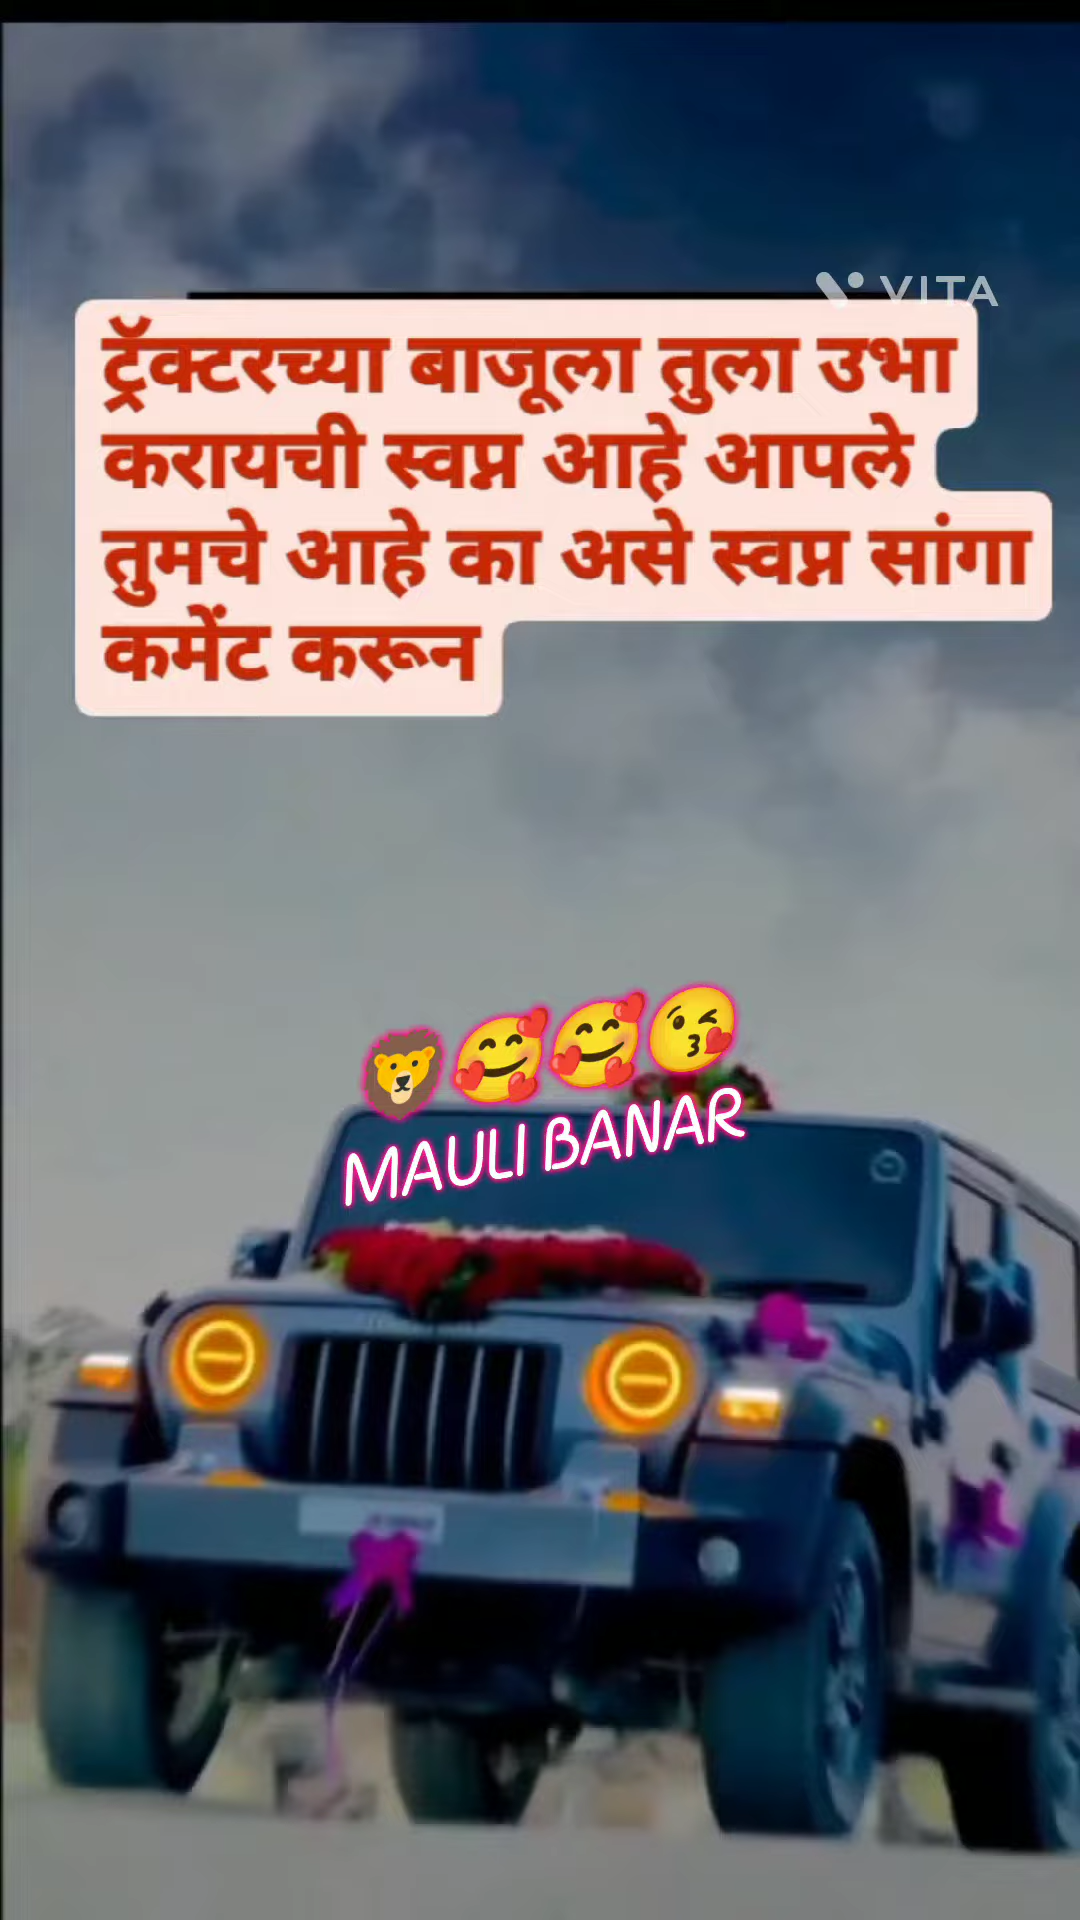 VITA
ट्रॅक्टरच्या बाजूला तुला उभा
करायची स्वप्न आहे आपले
तुमचे आहे का असे स्वप्न सांगा
कमेंट करून
MAULI BANAR